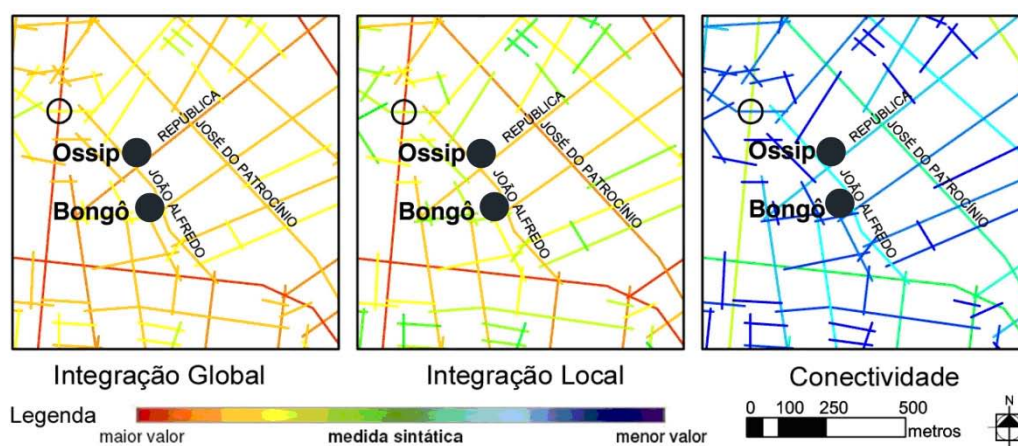 REPÚBLICA
JOSÉ DO PATROCÍNIO
JOÃO ALFREDO
Ossip
Bongô
REPÚBLICA
JOSÉ DO PATROCÍNIO
JOÃO ALFREDO
Ossip
Bongô
REPÚBLICA
JOSÉ DO PATROCÍNIO
JOÃO ALFREDO
Ossip
Bongô
Integração Global
Integração Local
Conectividade
Legenda
maior valor medida sintática menor valor
0 100 250 500
metros
N